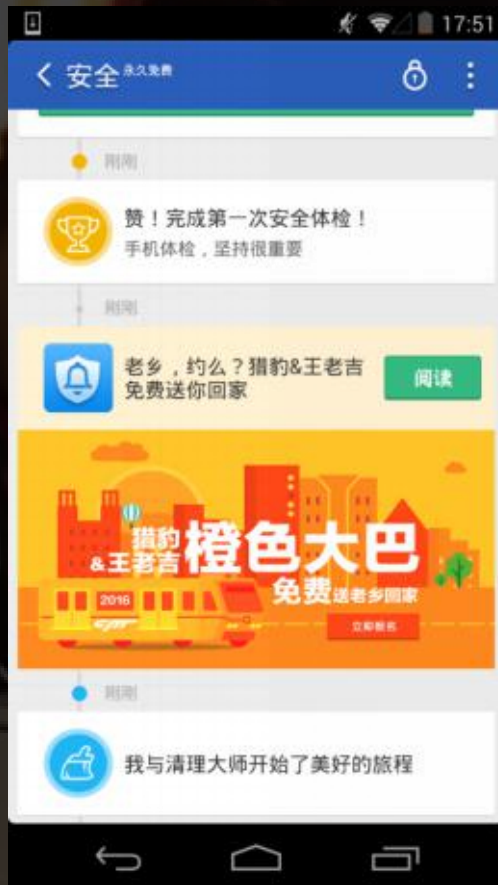 17:51
安全 永久免费
刚刚
赞！完成第一次安全体检！
手机体检，坚持很重要
刚刚
老乡，约么？猎豹&王老吉
免费送你回家
阅读
猎豹
&王老吉
橙色大巴
免费送老乡回家
2016
立即报名
刚刚
我与清理大师开始了美好的旅程